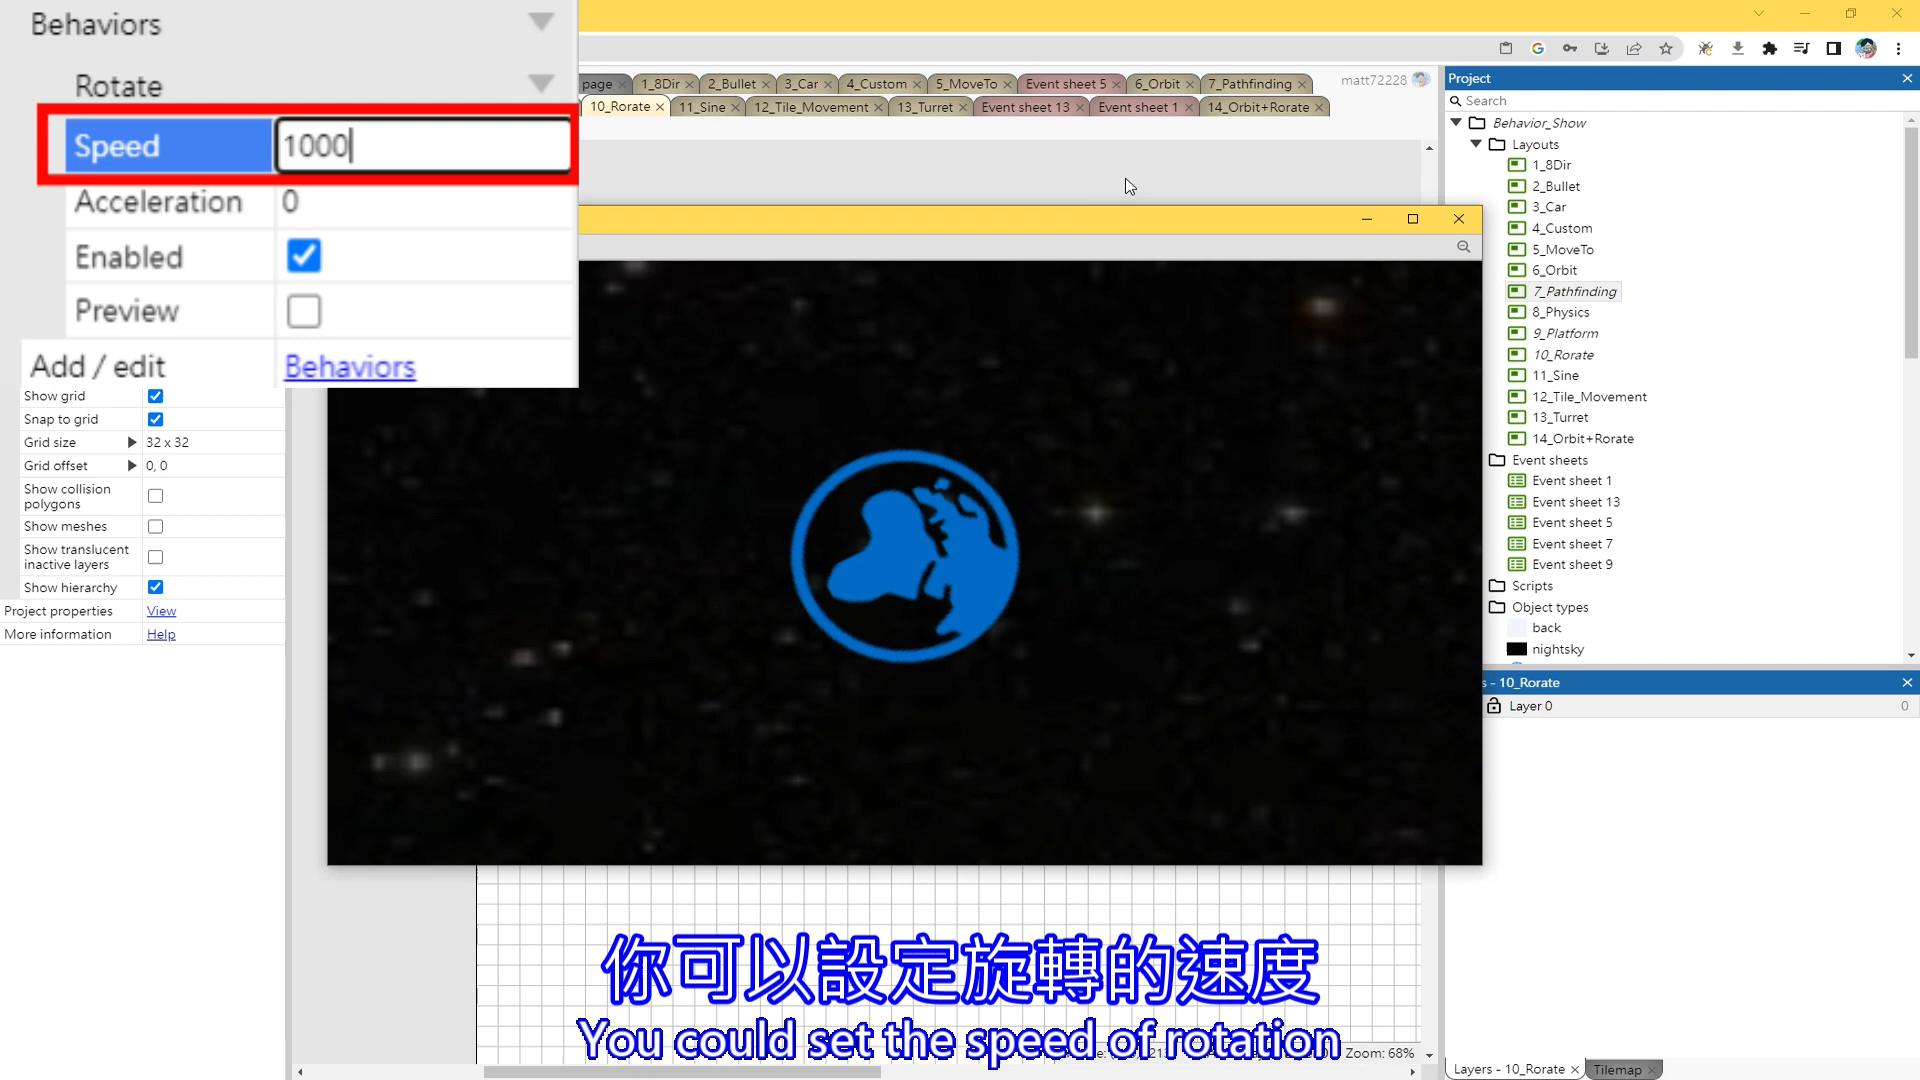 Behaviors
Rotate
Speed 1000
Acceleration 0
Enabled
Preview
Add / edit Behaviors
Show grid
Snap to grid
Grid size 32 x 32
Grid offset 0, 0
Show collision
polygons
Show meshes
Show translucent
inactive layers
Show hierarchy
Project properties View
More information Help
page 1_8Dir 2_Bullet 3_Car 4_Custom 5_MoveTo Event sheet 5 6_Orbit 7_Pathfinding
matt72228
10_Rorate 11_Sine 12_Tile_Movement 13_Turret Event sheet 13 Event sheet 1 14_Orbit+Rorate
Project
Search
Behavior_Show
Layouts
1_8Dir
2_Bullet
3_Car
4_Custom
5_MoveTo
6_Orbit
7_Pathfinding
8_Physics
9_Platform
10_Rorate
11_Sine
12_Tile_Movement
13_Turret
14_Orbit+Rorate
Event sheets
Event sheet 1
Event sheet 13
Event sheet 5
Event sheet 7
Event sheet 9
Scripts
Object types
back
nightsky
s - 10_Rorate
Layer 0 0
你可以設定旋轉的速度
You could set the speed of rotation
Zoom: 68%
Layers - 10_Rorate Tilemap